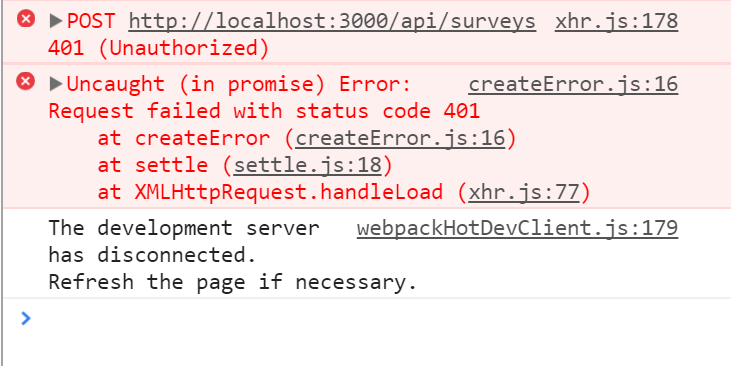 ▶POST http://localhost:3000/api/surveys xhr.js:178
401 (Unauthorized)
▶Uncaught (in promise) Error: createError.js:16
Request failed with status code 401
at createError (createError.js:16)
at settle (settle.js:18)
at XMLHttpRequest.handleLoad (xhr.js:77)
The development server webpackHotDevClient.js:179
has disconnected.
Refresh the page if necessary.